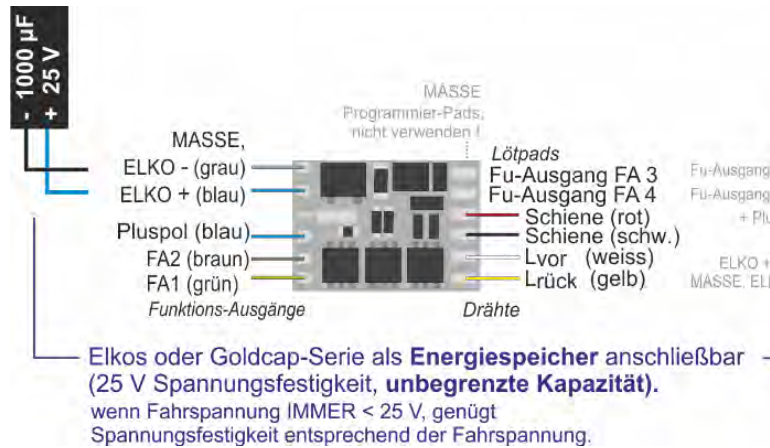 - 1000 µF
+ 25 V
MASSE
Programmier-Pads,
nicht verwenden !
MASSE,
ELKO - (grau)
ELKO + (blau)
Pluspol (blau)
FA2 (braun)
FA1 (grün)
Funktions-Ausgänge
Lötpads
Fu-Ausgang FA 3
Fu-Ausgang FA 4
Schiene (rot)
Schiene (schw.)
Lvor (weiss)
Lrück (gelb)
Drähte
Fu-Ausgang
Fu-Ausgang
ELKO +
MASSE,
Elkos oder Goldcap-Serie als Energiespeicher anschließbar
(25 V Spannungsfestigkeit, unbegrenzte Kapazität).
wenn Fahrspannung IMMER < 25 V, genügt
Spannungsfestigkeit entsprechend der Fahrspannung.